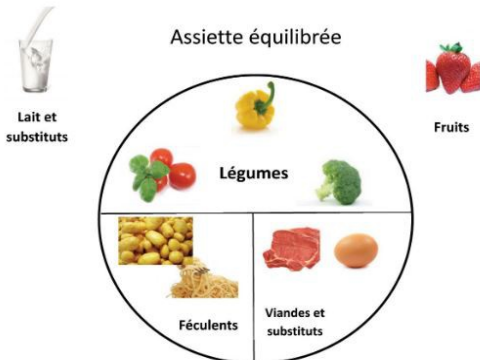 Assiette équilibrée
Lait et
substituts
Fruits
Légumes
Féculents
Viandes et
substituts